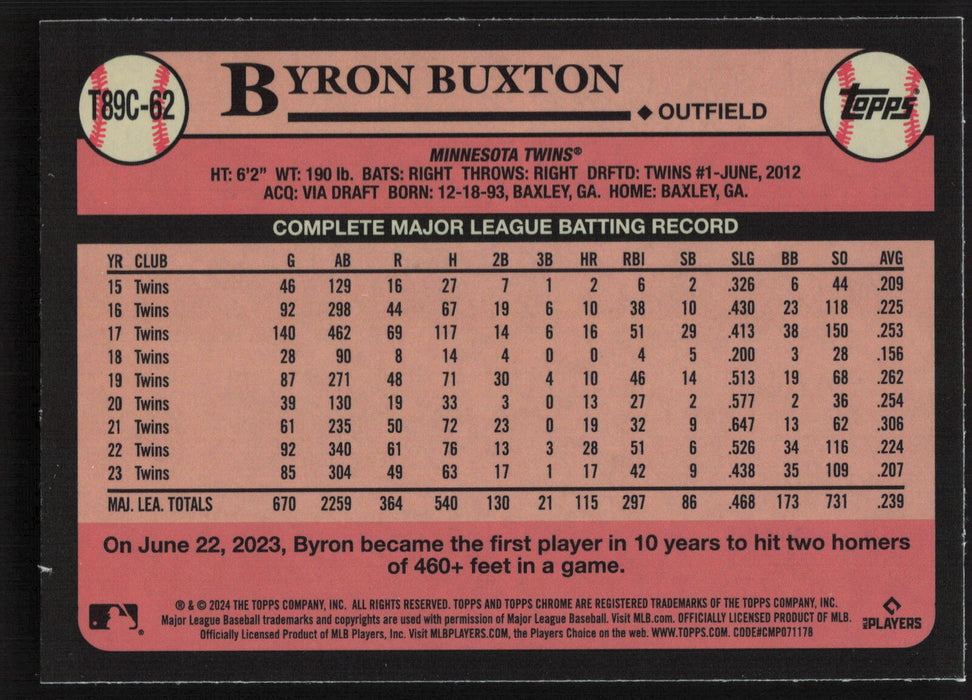 T89C-62
BYRON BUXTON
◆ OUTFIELD
Topps®
MINNESOTA TWINS®
HT: 6'2" WT: 190 lb. BATS: RIGHT THROWS: RIGHT DRFTD: TWINS #1-JUNE, 2012
ACQ: VIA DRAFT BORN: 12-18-93, BAXLEY, GA. HOME: BAXLEY, GA.
COMPLETE MAJOR LEAGUE BATTING RECORD
YR CLUB G AB R H 2B 3B HR RBI SB SLG BB SO AVG
15 Twins 46 129 16 27 7 1 2 6 2 .326 6 44 .209
16 Twins 92 298 44 67 19 6 10 38 10 .430 23 118 .225
17 Twins 140 462 69 117 14 6 16 51 29 .413 38 150 .253
18 Twins 28 90 8 14 4 0 0 4 5 .200 3 28 .156
19 Twins 87 271 48 71 30 4 10 46 14 .513 19 68 .262
20 Twins 39 130 19 33 3 0 13 27 2 .577 2 36 .254
21 Twins 61 235 50 72 23 0 19 32 9 .647 13 62 .306
22 Twins 92 340 61 76 13 3 28 51 6 .526 34 116 .224
23 Twins 85 304 49 63 17 1 17 42 9 .438 35 109 .207
MAJ. LEA. TOTALS 670 2259 364 540 130 21 115 297 86 .468 173 731 .239
On June 22, 2023, Byron became the first player in 10 years to hit two homers
of 460+ feet in a game.
® & © 2024 THE TOPPS COMPANY, INC. ALL RIGHTS RESERVED. TOPPS AND TOPPS CHROME ARE REGISTERED TRADEMARKS OF THE TOPPS COMPANY, INC.
Major League Baseball trademarks and copyrights are used with permission of Major League Baseball. Visit MLB.com. OFFICIALLY LICENSED PRODUCT OF MLB.
Officially Licensed Product of MLB Players, Inc. Visit MLBPLAYERS.COM, the Players Choice on the web. WWW.TOPPS.COM. CODE#CMP071178
MLB PLAYERS